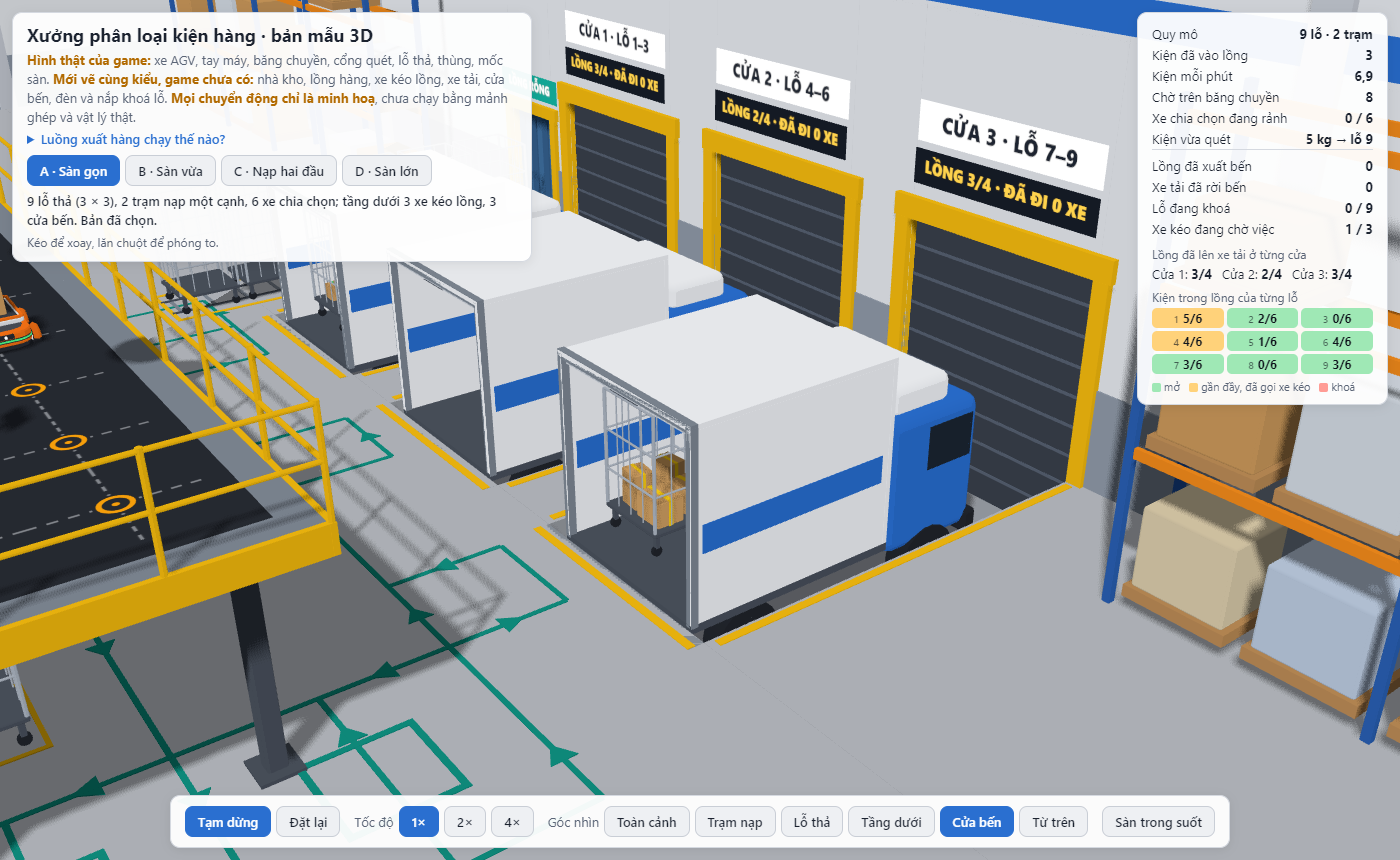 Xưởng phân loại kiện hàng · bản mẫu 3D
Hình thật của game: xe AGV, tay máy, băng chuyền, cổng quét, lỗ thả, thùng, mốc
sàn. Mới vẽ cùng kiểu, game chưa có: nhà kho, lồng hàng, xe kéo lồng, xe tải, cửa
bến, đèn và nắp khoá lỗ. Mọi chuyển động chỉ là minh hoạ, chưa chạy bằng mảnh
ghép và vật lý thật.
▶ Luồng xuất hàng chạy thế nào?
A · Sàn gọn
B · Sàn vừa
C · Nạp hai đầu
D · Sàn lớn
9 lỗ thả (3 × 3), 2 trạm nạp một cạnh, 6 xe chia chọn; tầng dưới 3 xe kéo lồng, 3
cửa bến. Bản đã chọn.
Kéo để xoay, lăn chuột để phóng to.
CỬA 1 · LỖ 1–3
LỒNG 3/4 · ĐÃ ĐI 0 XE
CỬA 2 · LỖ 4–6
LỒNG 2/4 · ĐÃ ĐI 0 XE
CỬA 3 · LỖ 7–9
LỒNG 3/4 · ĐÃ ĐI 0 XE
Quy mô 9 lỗ · 2 trạm
Kiện đã vào lồng 3
Kiện mỗi phút 6,9
Chờ trên băng chuyền 8
Xe chia chọn đang rảnh 0 / 6
Kiện vừa quét 5 kg → lỗ 9
Lồng đã xuất bến 0
Xe tải đã rời bến 0
Lỗ đang khoá 0 / 9
Xe kéo đang chờ việc 1 / 3
Lồng đã lên xe tải ở từng cửa
Cửa 1: 3/4 Cửa 2: 2/4 Cửa 3: 3/4
Kiện trong lồng của từng lỗ
1 5/6 2 2/6 3 0/6
4 4/6 5 1/6 6 4/6
7 3/6 8 0/6 9 3/6
mở gần đầy, đã gọi xe kéo khoá
Tạm dừng
Đặt lại
Tốc độ
1×
2×
4×
Góc nhìn
Toàn cảnh
Trạm nạp
Lỗ thả
Tầng dưới
Cửa bến
Từ trên
Sàn trong suốt